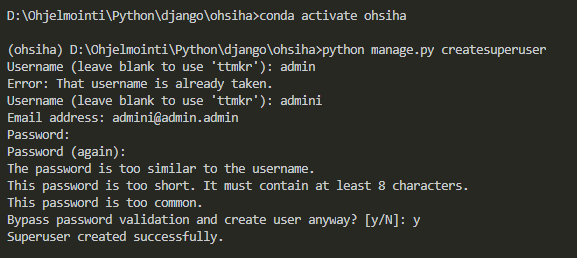 D:\Ohjelmointi\Python\django\ohsiha>conda activate ohsiha
(ohsiha) D:\Ohjelmointi\Python\django\ohsiha>python manage.py createsuperuser
Username (leave blank to use 'ttmkr'): admin
Error: That username is already taken.
Username (leave blank to use 'ttmkr'): admini
Email address: admini@admin.admin
Password:
Password (again):
The password is too similar to the username.
This password is too short. It must contain at least 8 characters.
This password is too common.
Bypass password validation and create user anyway? [y/N]: y
Superuser created successfully.